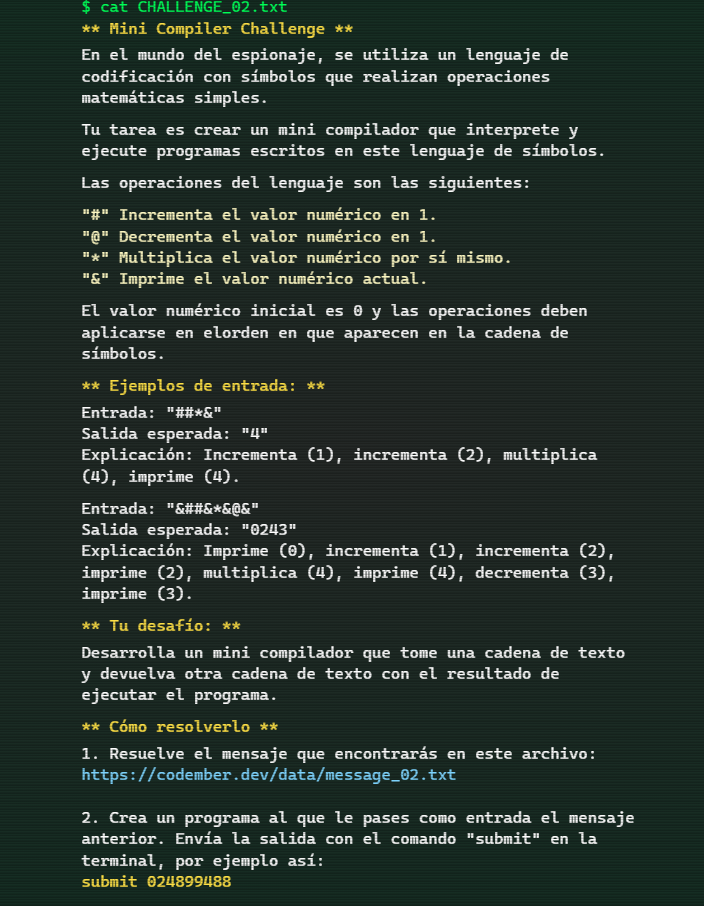 $ cat CHALLENGE_02.txt
** Mini Compiler Challenge **
En el mundo del espionaje, se utiliza un lenguaje de
codificación con símbolos que realizan operaciones
matemáticas simples.
Tu tarea es crear un mini compilador que interprete y
ejecute programas escritos en este lenguaje de símbolos.
Las operaciones del lenguaje son las siguientes:
"#" Incrementa el valor numérico en 1.
"@" Decrementa el valor numérico en 1.
"*" Multiplica el valor numérico por sí mismo.
"&" Imprime el valor numérico actual.
El valor numérico inicial es 0 y las operaciones deben
aplicarse en elorden en que aparecen en la cadena de
símbolos.
** Ejemplos de entrada: **
Entrada: "##*&"
Salida esperada: "4"
Explicación: Incrementa (1), incrementa (2), multiplica
(4), imprime (4).
Entrada: "&##&*&@&"
Salida esperada: "0243"
Explicación: Imprime (0), incrementa (1), incrementa (2),
imprime (2), multiplica (4), imprime (4), decrementa (3),
imprime (3).
** Tu desafío: **
Desarrolla un mini compilador que tome una cadena de texto
y devuelva otra cadena de texto con el resultado de
ejecutar el programa.
** Cómo resolverlo **
1. Resuelve el mensaje que encontrarás en este archivo:
https://codember.dev/data/message_02.txt
2. Crea un programa al que le pases como entrada el mensaje
anterior. Envía la salida con el comando "submit" en la
terminal, por ejemplo así:
submit 024899488